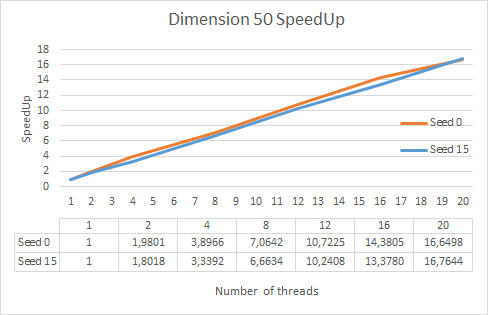 Dimension 50 SpeedUp
18
16
14
12
10
8
6
4
2
0
SpeedUp
Seed 0
Seed 15
1 2 3 4 5 6 7 8 9 10 11 12 13 14 15 16 17 18 19 20
1 2 4 8 12 16 20
Seed 0 1 1,9801 3,8966 7,0642 10,7225 14,3805 16,6498
Seed 15 1 1,8018 3,3392 6,6634 10,2408 13,3780 16,7644
Number of threads